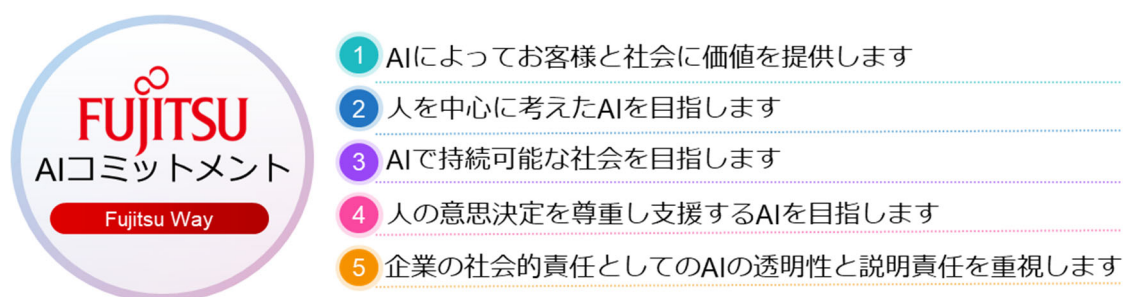 FUJITSU
AIコミットメント
Fujitsu Way
1 AIによってお客様と社会に価値を提供します
2 人を中心に考えたAIを目指します
3 AIで持続可能な社会を目指します
4 人の意思決定を尊重し支援するAIを目指します
5 企業の社会的責任としてのAIの透明性と説明責任を重視します